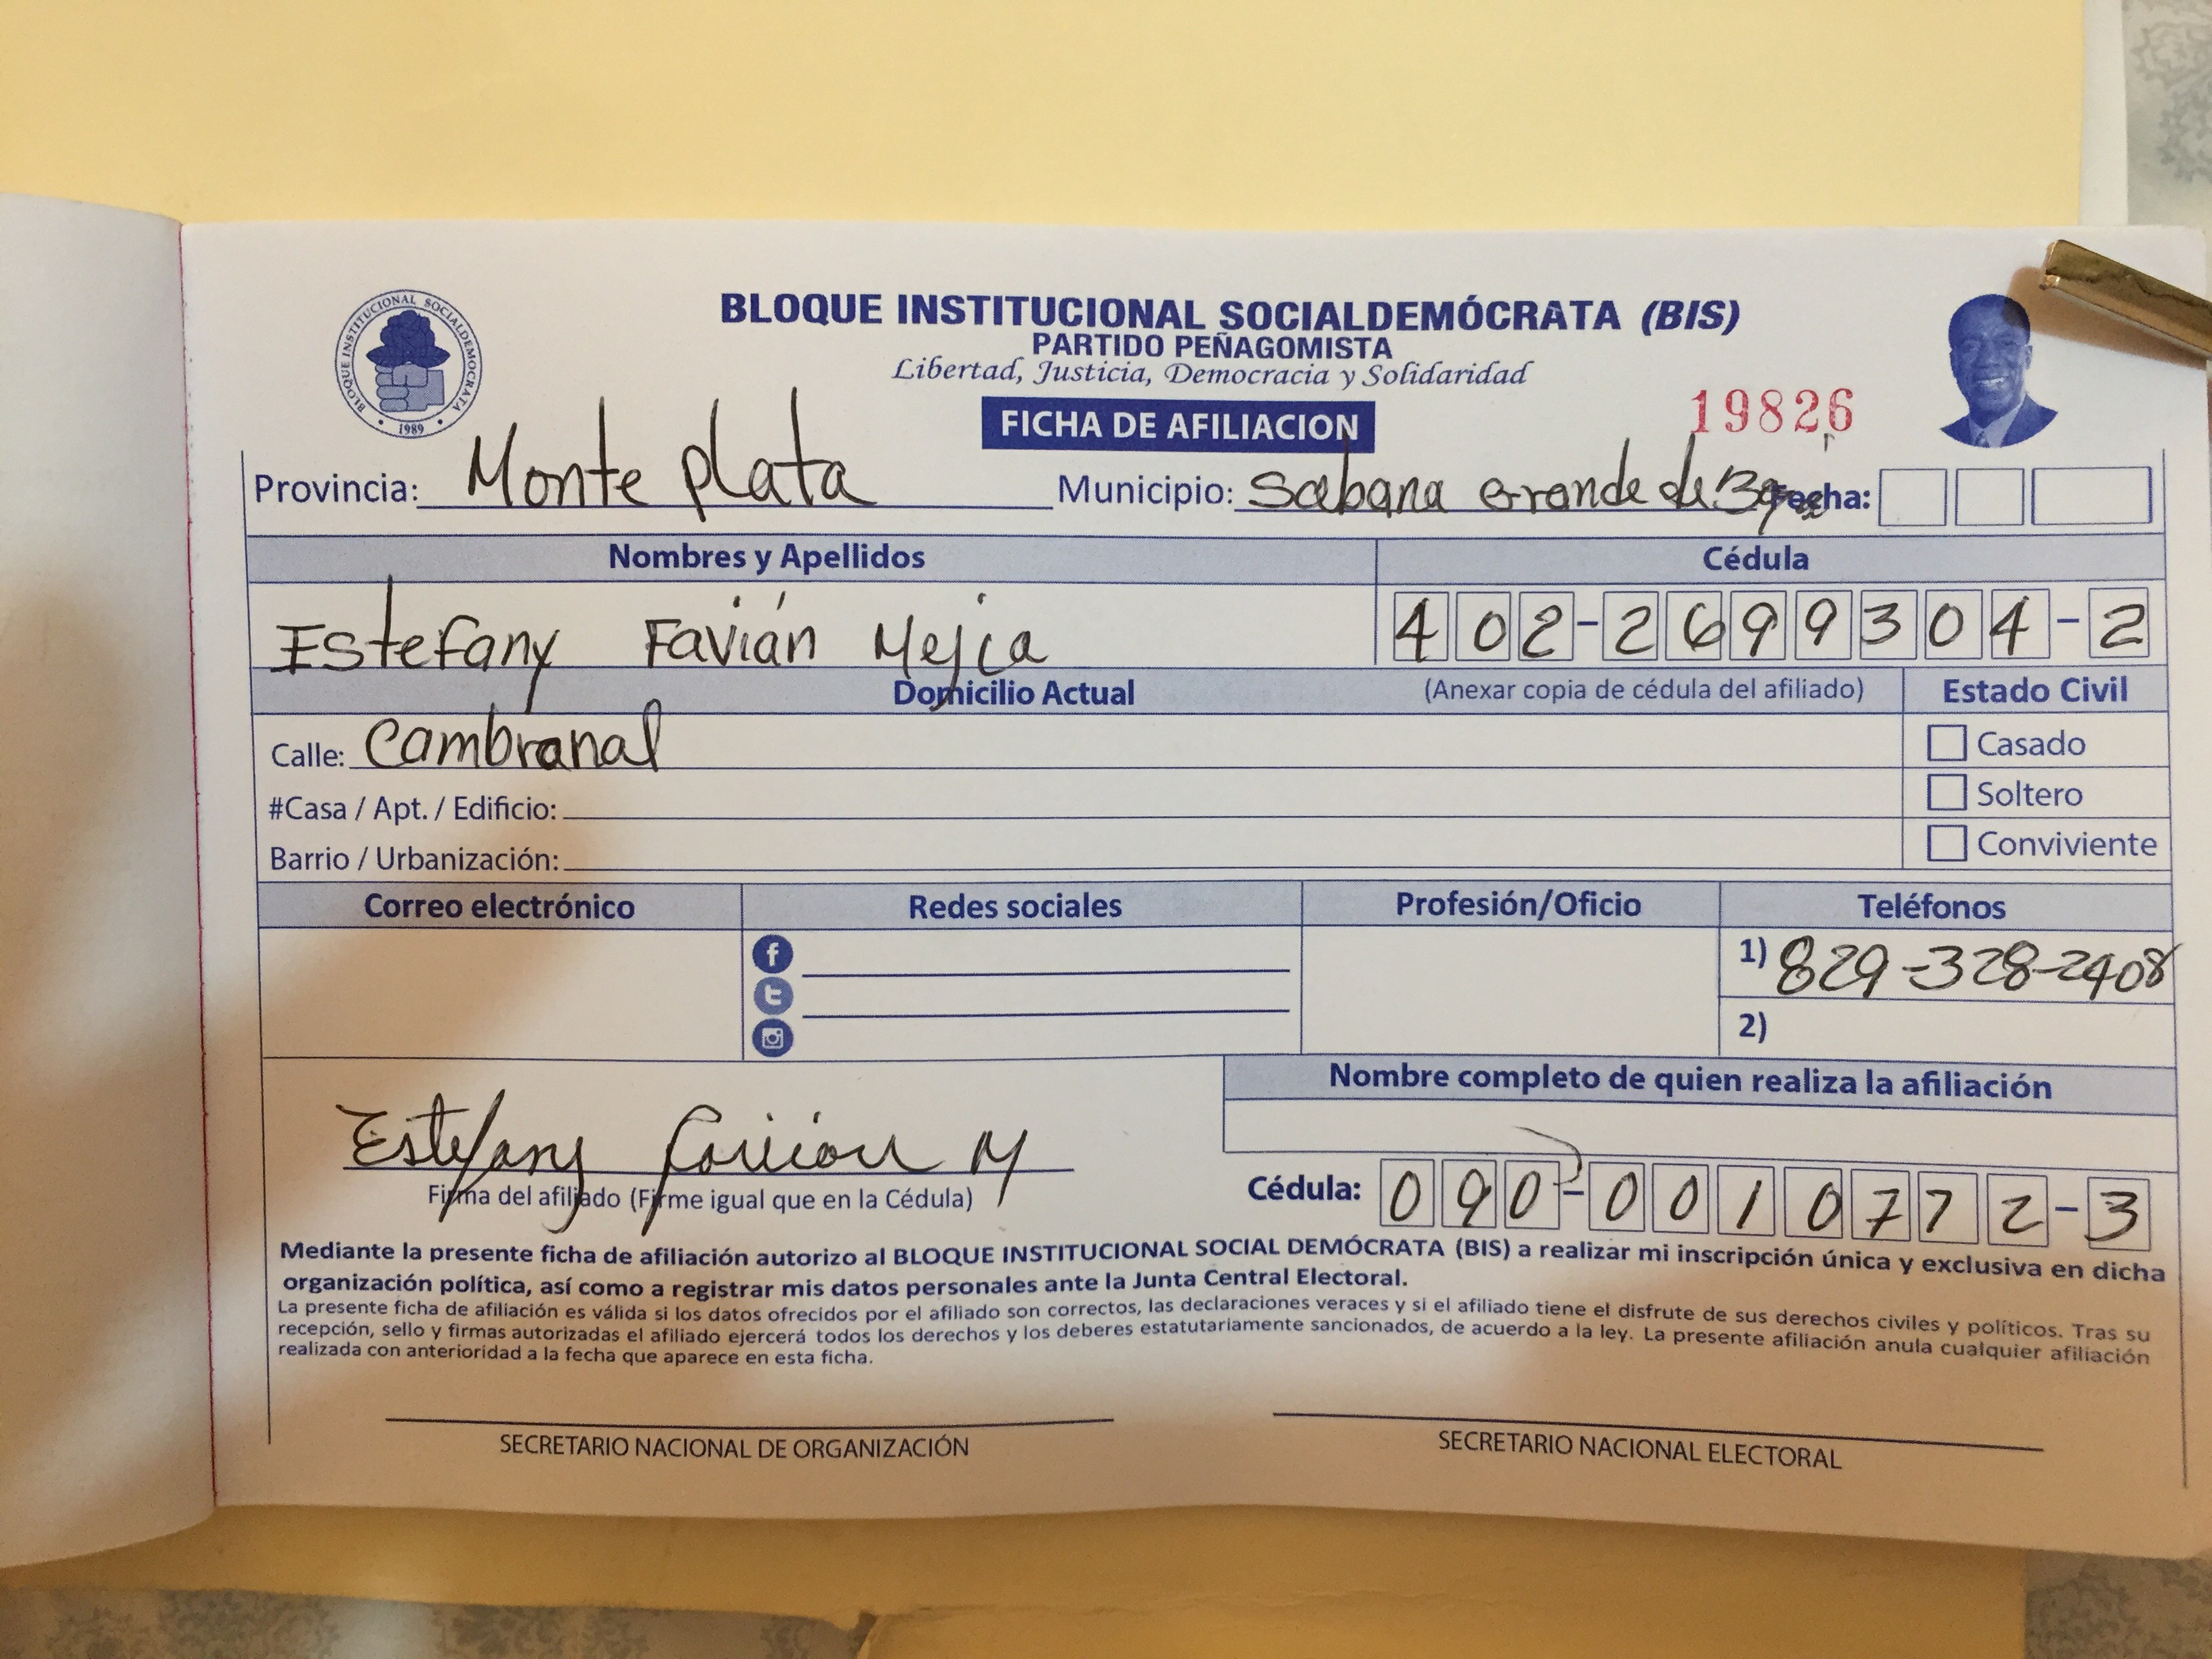 BLOQUE INSTITUCIONAL SOCIALDEMOCRATA
1989
BLOQUE INSTITUCIONAL SOCIALDEMÓCRATA (BIS)
PARTIDO PEÑAGOMISTA
Libertad, Justicia, Democracia y Solidaridad
FICHA DE AFILIACION
19826
Provincia: Monte plata Municipio: Sabana Grande de Fecha:
Nombres y Apellidos Cédula
Estefany Favián Mejia 402-2699304-2
Domicilio Actual (Anexar copia de cédula del afiliado) Estado Civil
Calle: Cambranal Casado
#Casa / Apt. / Edificio: Soltero
Barrio / Urbanización: Conviviente
Correo electrónico Redes sociales Profesión/Oficio Teléfonos
1) 829-328-2408
2)
Nombre completo de quien realiza la afiliación
Estefany Favian M
Firma del afiliado (Firme igual que en la Cédula) Cédula: 090-0010772-3
Mediante la presente ficha de afiliación autorizo al BLOQUE INSTITUCIONAL SOCIAL DEMÓCRATA (BIS) a realizar mi inscripción única y exclusiva en dicha
organización política, así como a registrar mis datos personales ante la Junta Central Electoral.
La presente ficha de afiliación es válida si los datos ofrecidos por el afiliado son correctos, las declaraciones veraces y si el afiliado tiene el disfrute de sus derechos civiles y políticos. Tras su
recepción, sello y firmas autorizadas el afiliado ejercerá todos los derechos y los deberes estatutariamente sancionados, de acuerdo a la ley. La presente afiliación anula cualquier afiliación
realizada con anterioridad a la fecha que aparece en esta ficha.
SECRETARIO NACIONAL DE ORGANIZACIÓN SECRETARIO NACIONAL ELECTORAL